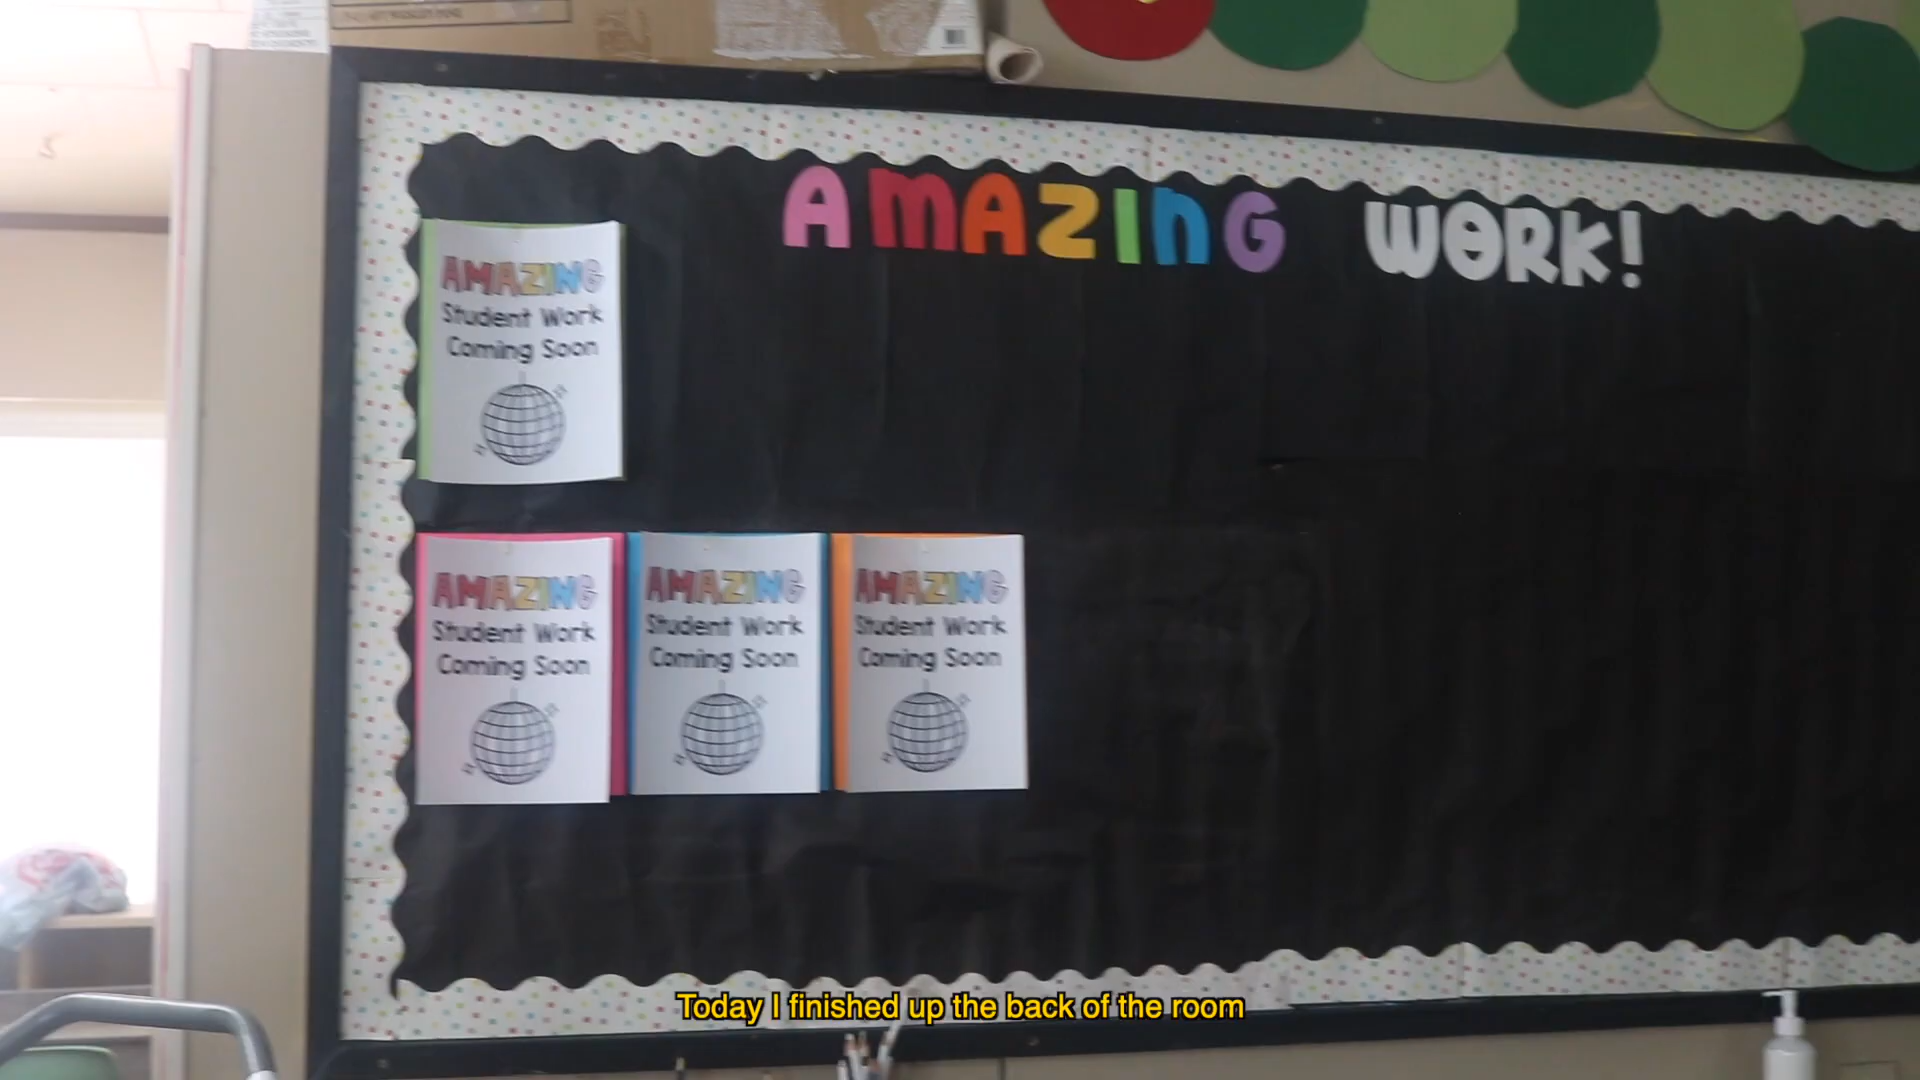 AMAZING WORK!
AMAZING
Student Work
Coming Soon
AMAZING
Student Work
Coming Soon
AMAZING
Student Work
Coming Soon
AMAZING
Student Work
Coming Soon
Today I finished up the back of the room